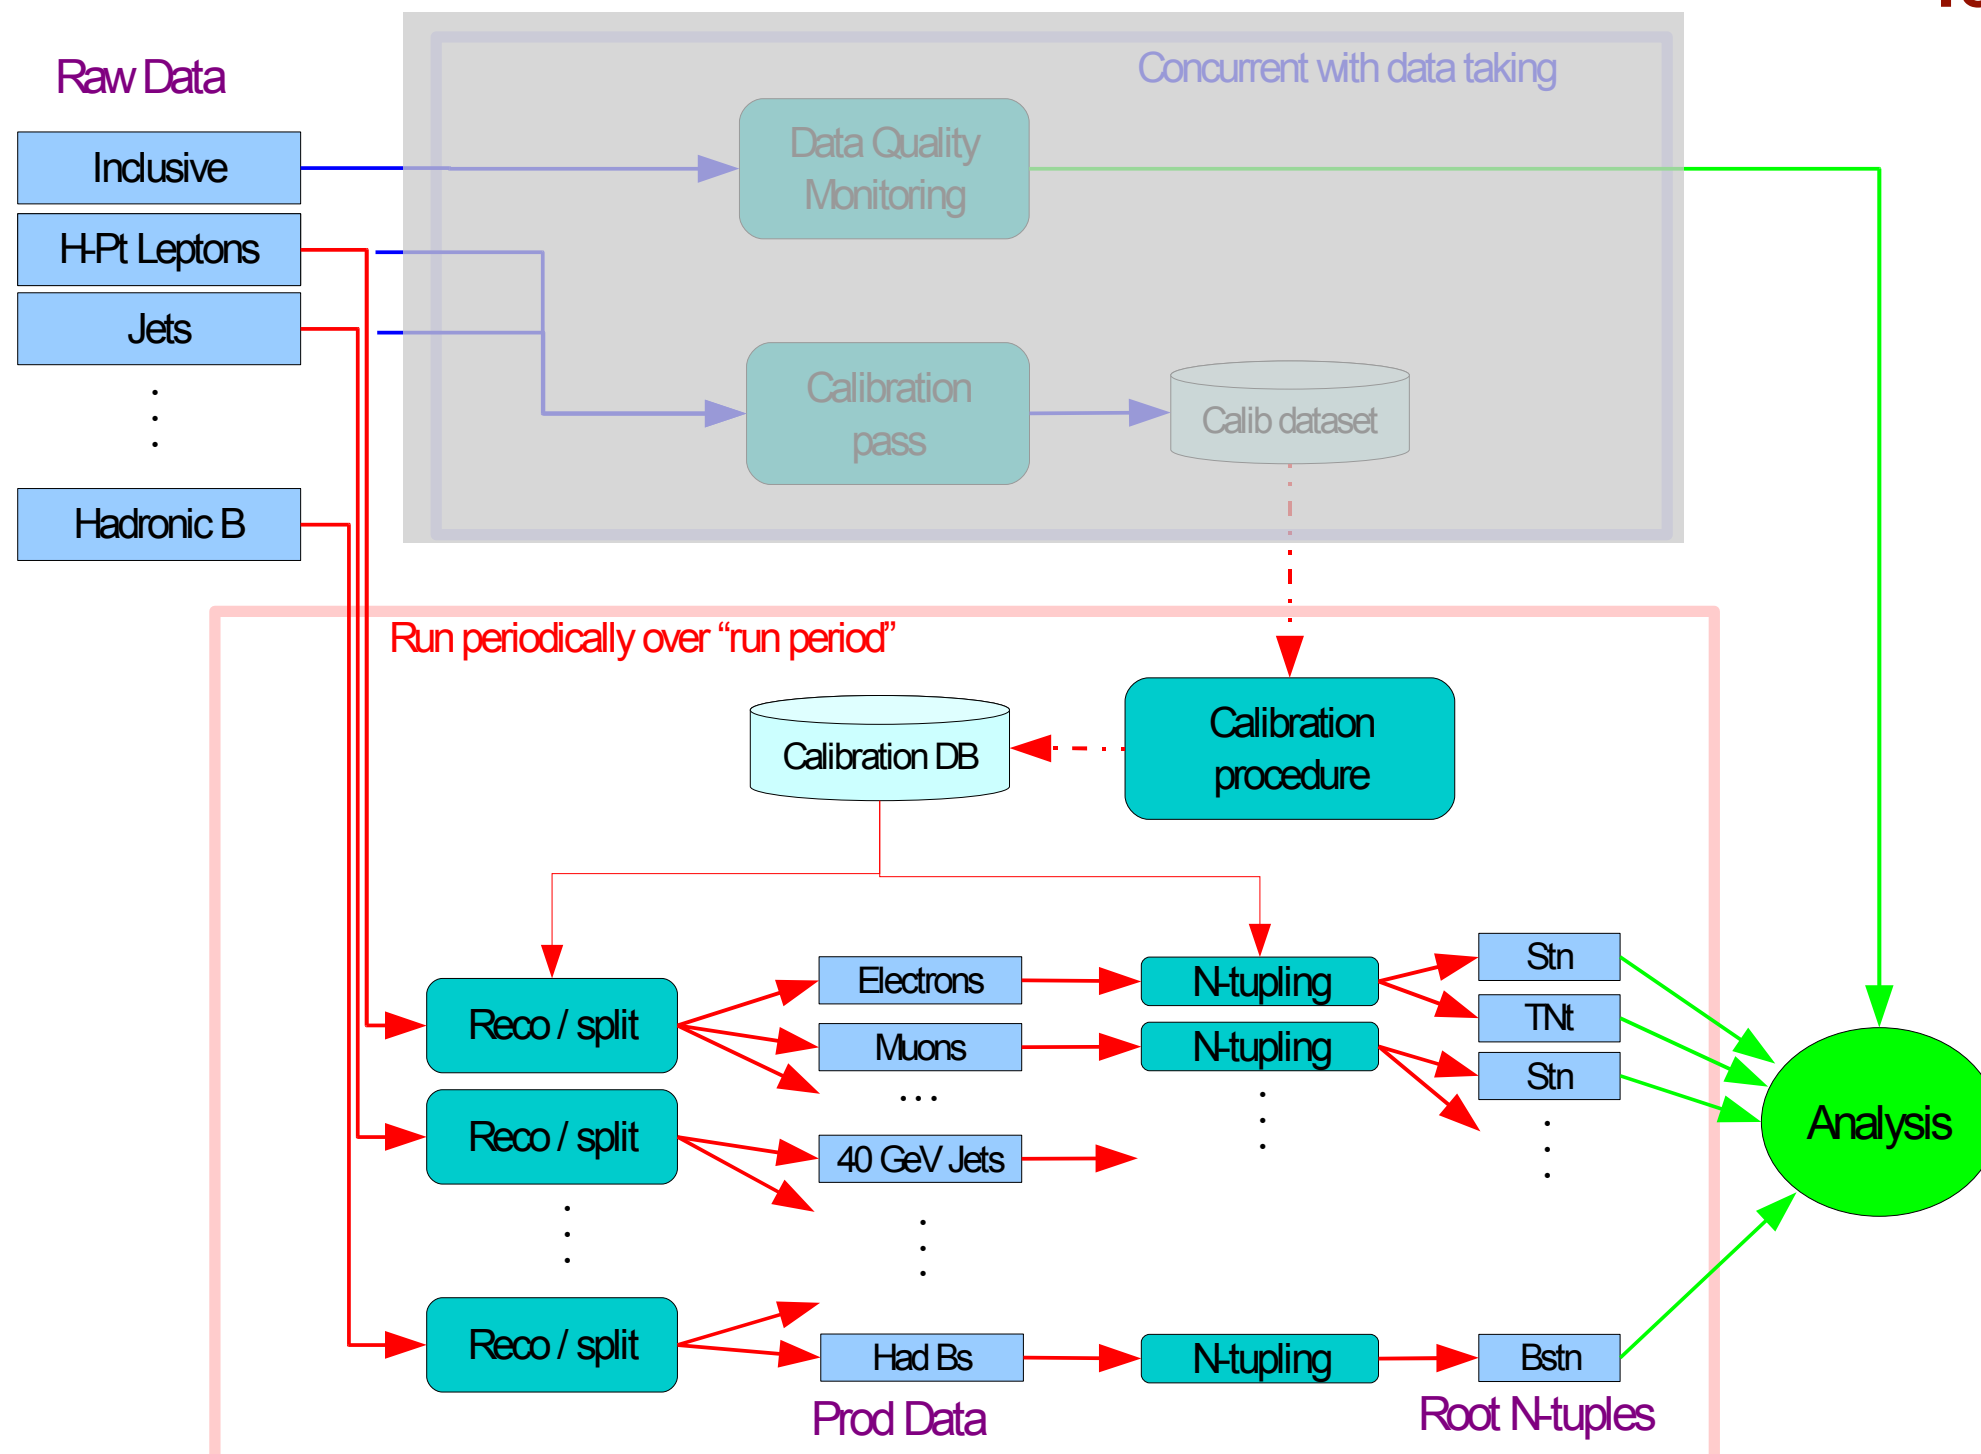 Raw Data
Concurrent with data taking
Inclusive
Data Quality
Monitoring
H-Pt Leptons
Jets
Calibration
pass
Calib dataset
Hadronic B
Run periodically over “run period”
Calibration DB
Calibration
procedure
Reco / split
Electrons
N-tupling
Stn
TNt
Muons
N-tupling
Stn
...
Reco / split
40 GeV Jets
Analysis
Reco / split
Had Bs
N-tupling
Bstn
Prod Data
Root N-tuples